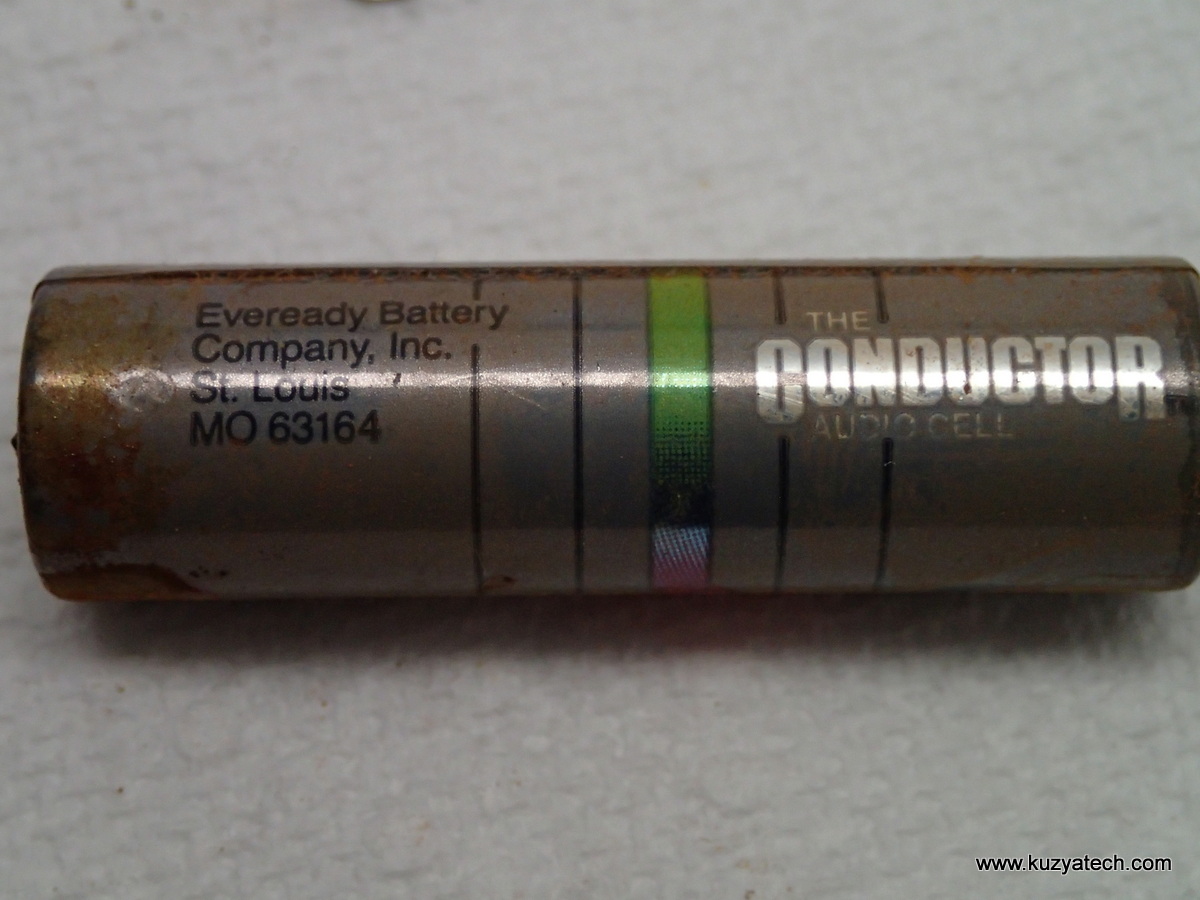 Eveready Battery
Company, Inc.
St. Louis
MO 63164
THE
CONDUCTOR
AUDIO CELL
www.kuzyatech.com